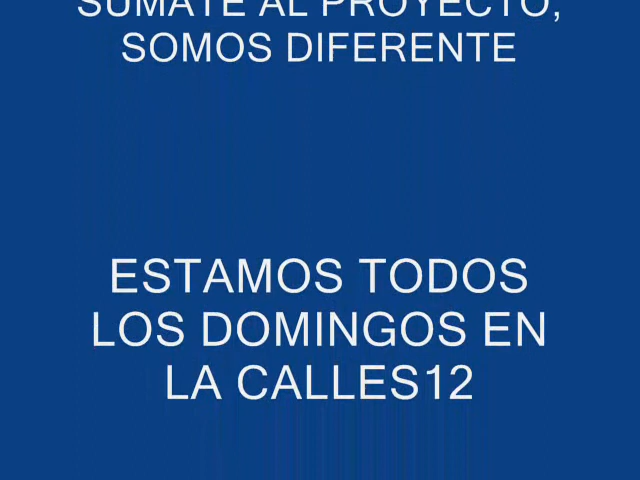 SUMATE AL PROYECTO,
SOMOS DIFERENTE
ESTAMOS TODOS
LOS DOMINGOS EN
LA CALLES12